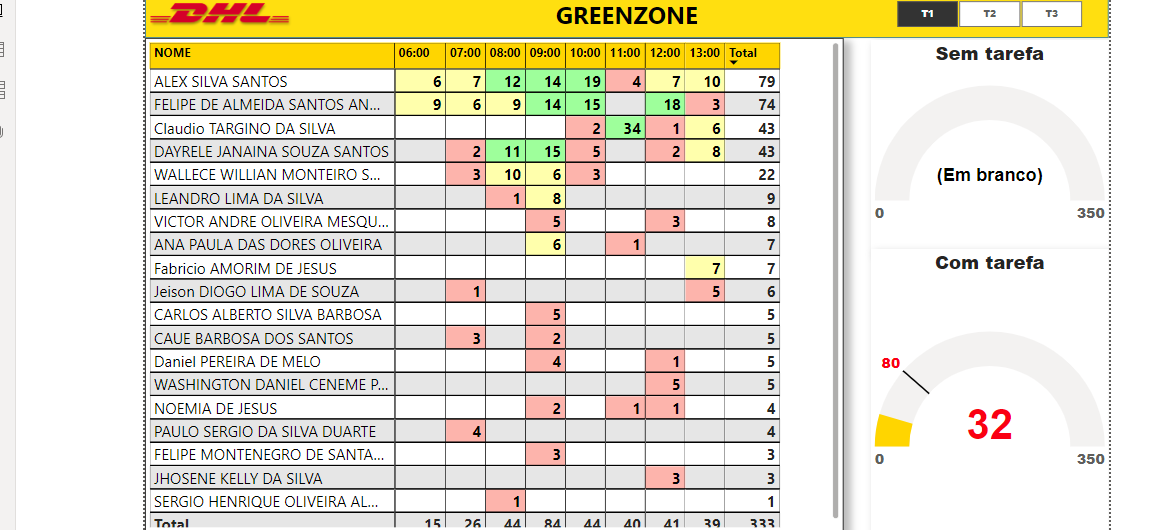 DHL
GREENZONE
T1 T2 T3
NOME 06:00 07:00 08:00 09:00 10:00 11:00 12:00 13:00 Total
ALEX SILVA SANTOS 6 7 12 14 19 4 7 10 79
FELIPE DE ALMEIDA SANTOS AN... 9 6 9 14 15 18 3 74
Claudio TARGINO DA SILVA 2 34 1 6 43
DAYRELE JANAINA SOUZA SANTOS 2 11 15 5 2 8 43
WALLECE WILLIAN MONTEIRO S... 3 10 6 3 22
LEANDRO LIMA DA SILVA 1 8 9
VICTOR ANDRE OLIVEIRA MESQU... 5 3 8
ANA PAULA DAS DORES OLIVEIRA 6 1 7
Fabricio AMORIM DE JESUS 7 7
Jeison DIOGO LIMA DE SOUZA 1 5 6
CARLOS ALBERTO SILVA BARBOSA 5 5
CAUE BARBOSA DOS SANTOS 3 2 5
Daniel PEREIRA DE MELO 4 1 5
WASHINGTON DANIEL CENEME P... 5 5
NOEMIA DE JESUS 2 1 1 4
PAULO SERGIO DA SILVA DUARTE 4 4
FELIPE MONTENEGRO DE SANTA... 3 3
JHOSENE KELLY DA SILVA 3 3
SERGIO HENRIQUE OLIVEIRA AL... 1 1
Total 15 26 44 84 44 40 41 39 333
Sem tarefa
(Em branco)
0 350
Com tarefa
80
32
0 350